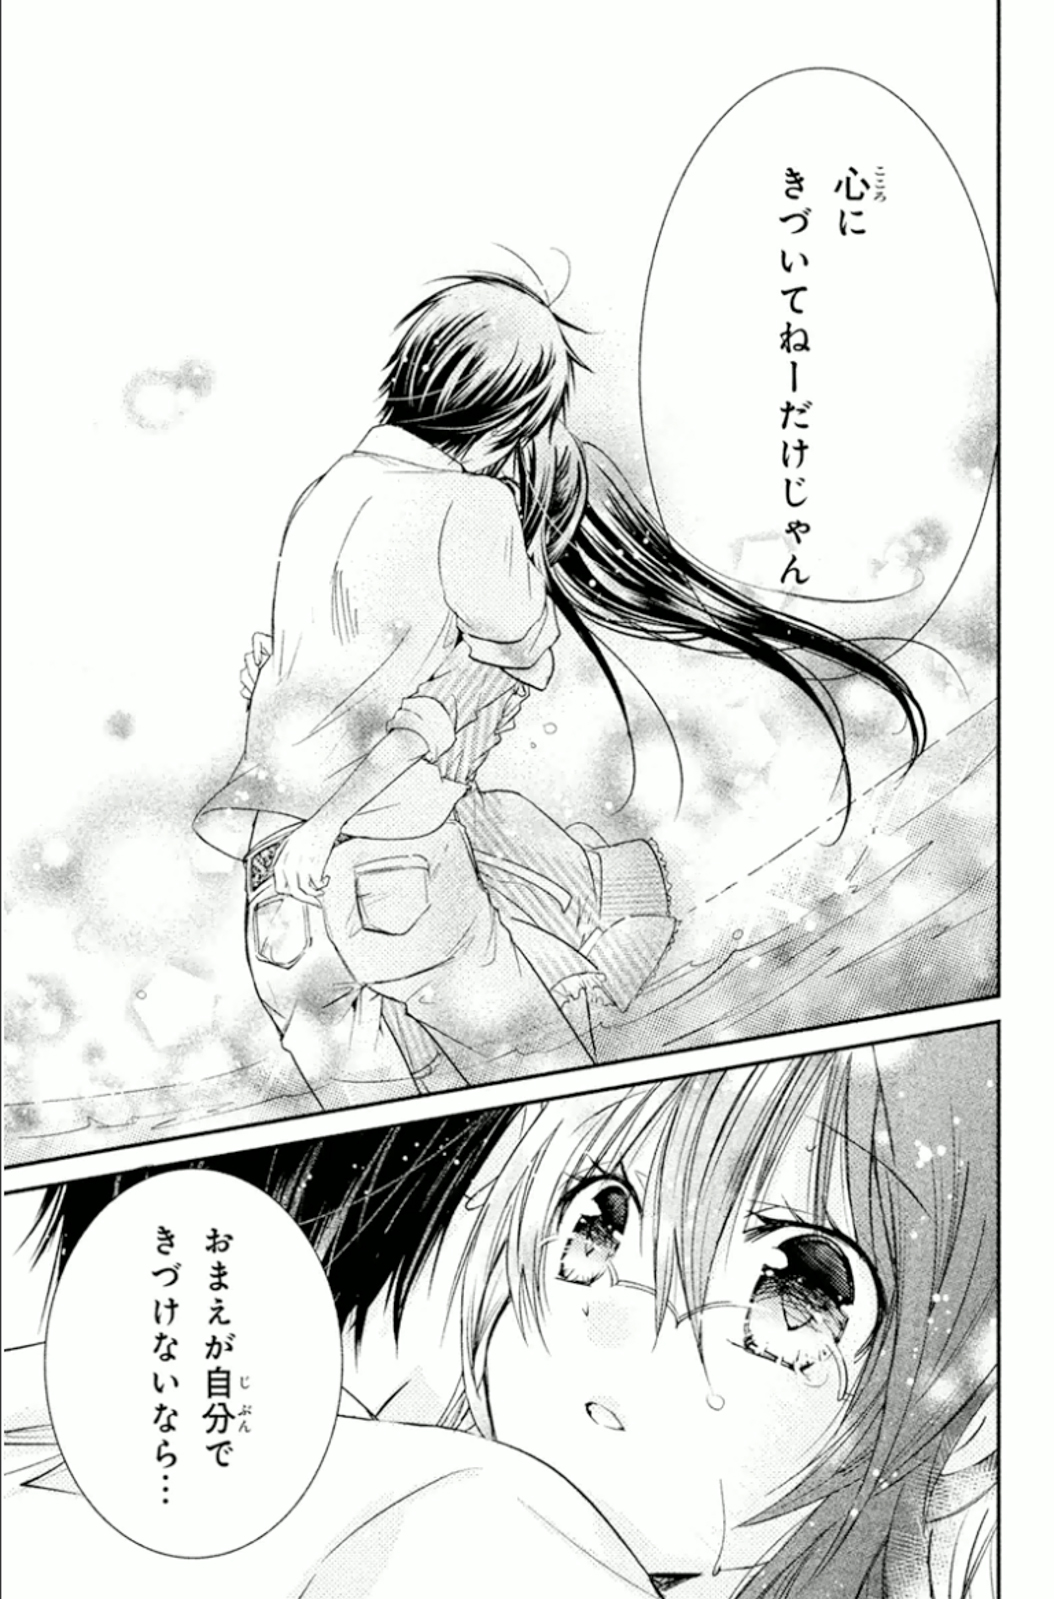 心に
きづいてねーだけじゃん
おまえが自分で
きづけないなら…